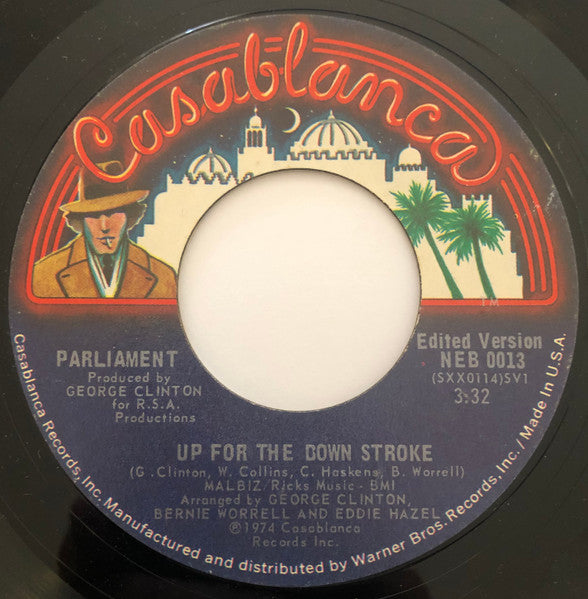 Casablanca
T.M.
PARLIAMENT
Produced by
GEORGE CLINTON
for R.S.A.
Productions
Edited Version
NEB 0013
(SXX0114)SV1
3:32
UP FOR THE DOWN STROKE
(G. Clinton, W. Collins, C. Haskens, B. Worrell)
MALBIZ/Ricks Music - BMI
Arranged by GEORGE CLINTON,
BERNIE WORRELL AND EDDIE HAZEL
℗1974 Casablanca
Records Inc.
Casablanca Records, Inc. Manufactured and distributed by Warner Bros. Records, Inc./Made In U.S.A.